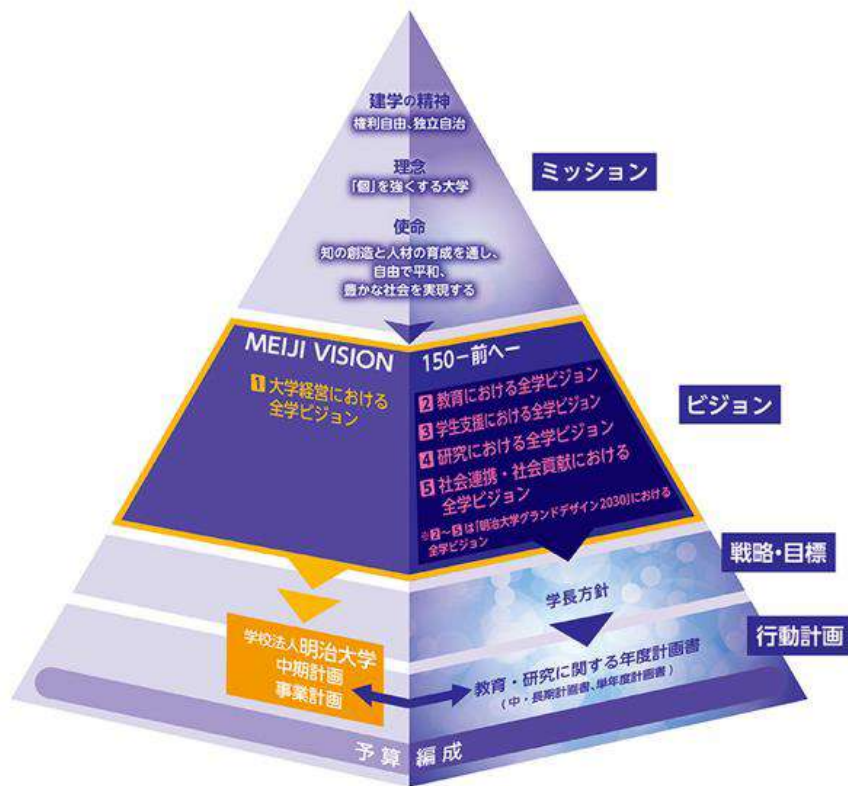 建学の精神
権利自由、独立自治
理念
「個」を強くする大学
使命
知の創造と人材の育成を通し、
自由で平和、
豊かな社会を実現する
ミッション
MEIJI VISION 150－前へ－
1 大学経営における
全学ビジョン
2 教育における全学ビジョン
3 学生支援における全学ビジョン
4 研究における全学ビジョン
5 社会連携・社会貢献における
全学ビジョン
※2～5は「明治大学グランドデザイン2030」における
全学ビジョン
ビジョン
戦略・目標
学長方針
行動計画
学校法人明治大学
中期計画
事業計画
教育・研究に関する年度計画書
（中・長期計画書、単年度計画書）
予算編成